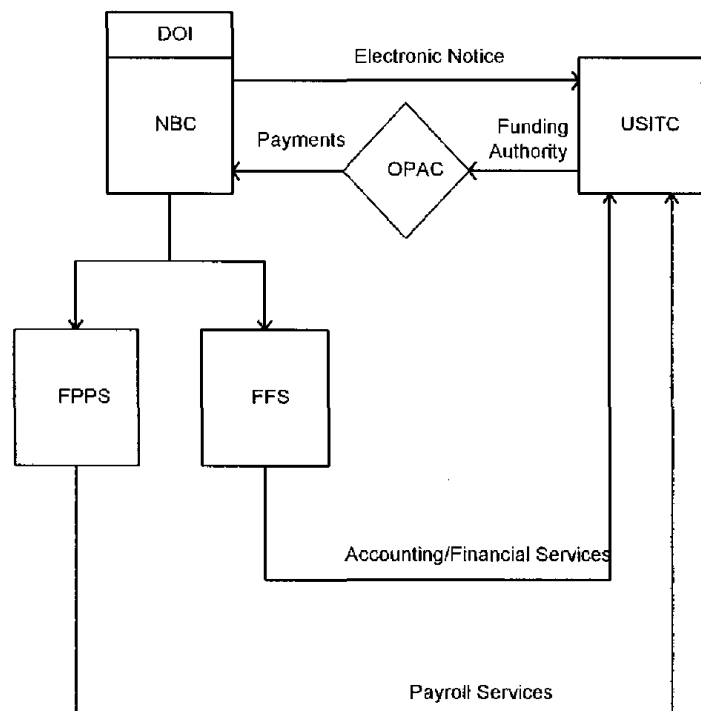 DOI
Electronic Notice
NBC
USITC
Payments
OPAC
Funding
Authority
FPPS
FFS
Accounting/Financial Services
Payroll Services